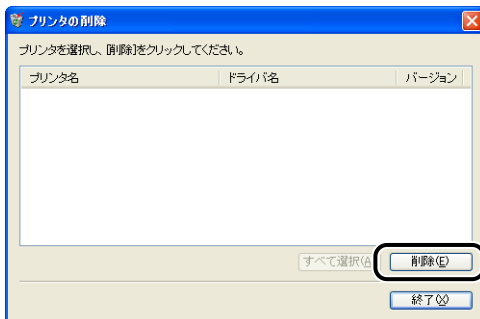 プリンタの削除
プリンタを選択し、[削除]をクリックしてください。
プリンタ名 ドライバ名 バージョン
すべて選択(A 削除(E)
終了(X)